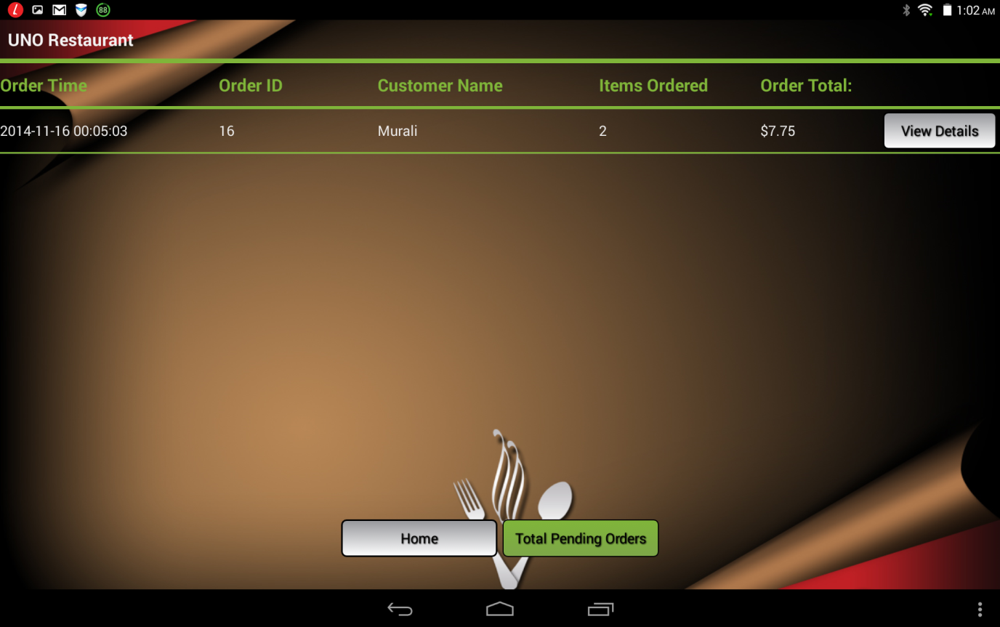 88 1:02 AM
UNO Restaurant
Order Time Order ID Customer Name Items Ordered Order Total:
2014-11-16 00:05:03 16 Murali 2 $7.75 View Details
Home Total Pending Orders